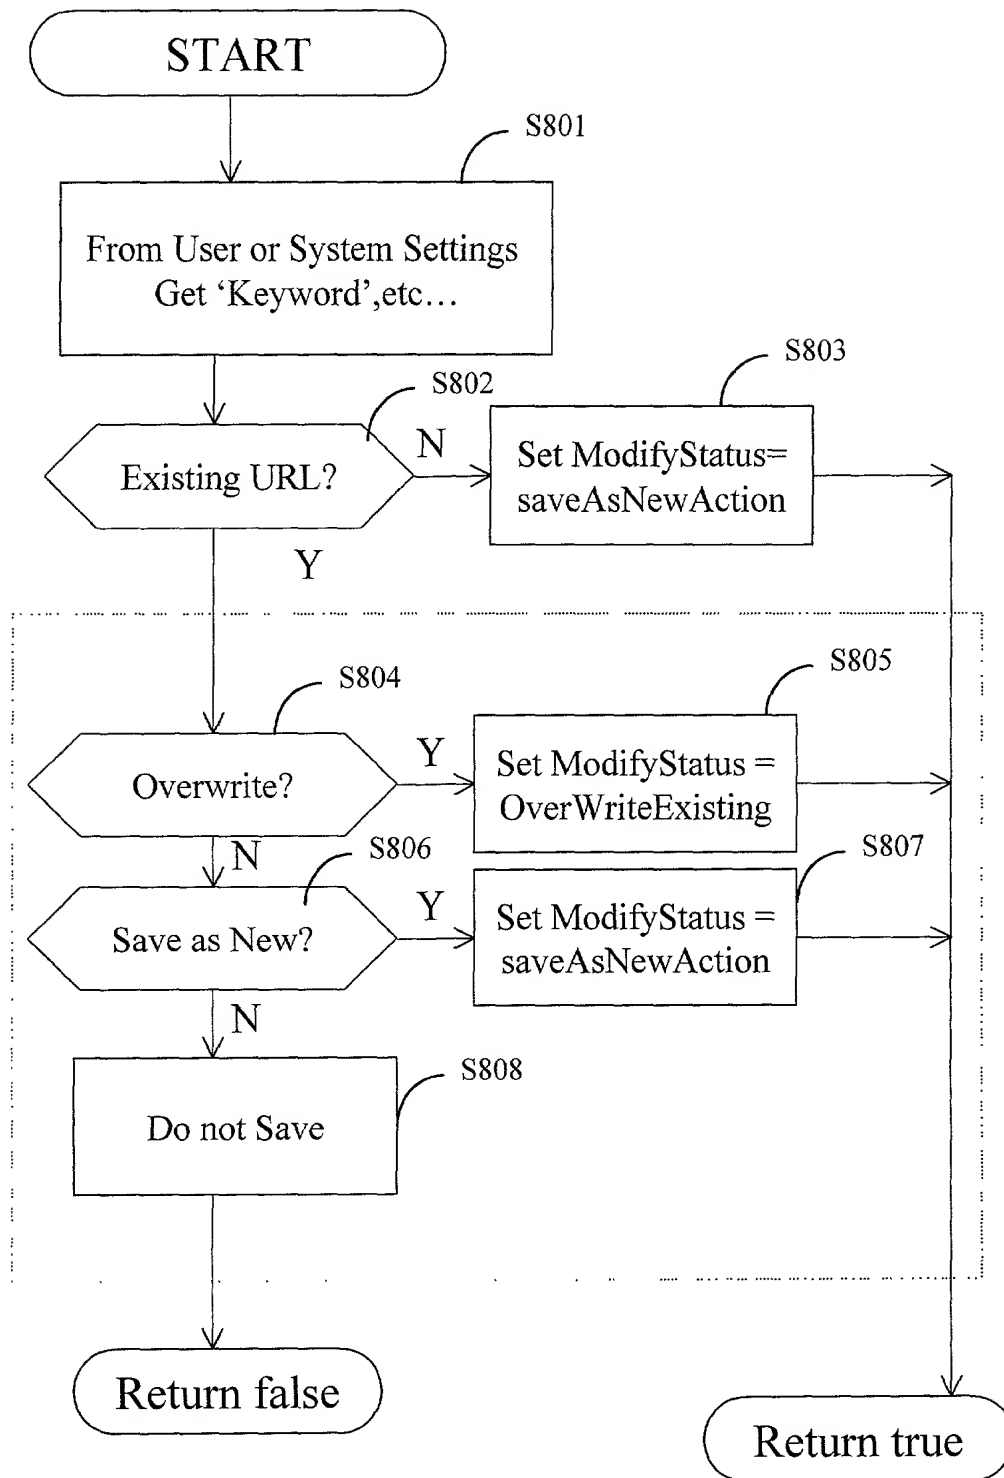 START
S801
From User or System Settings
Get ‘Keyword’,etc…
S803
S802
Existing URL?
N
Set ModifyStatus=
saveAsNewAction
Y
S804
S805
Overwrite?
Y
Set ModifyStatus =
OverWriteExisting
N
S806
S807
Save as New?
Y
Set ModifyStatus =
saveAsNewAction
N
S808
Do not Save
Return false
Return true